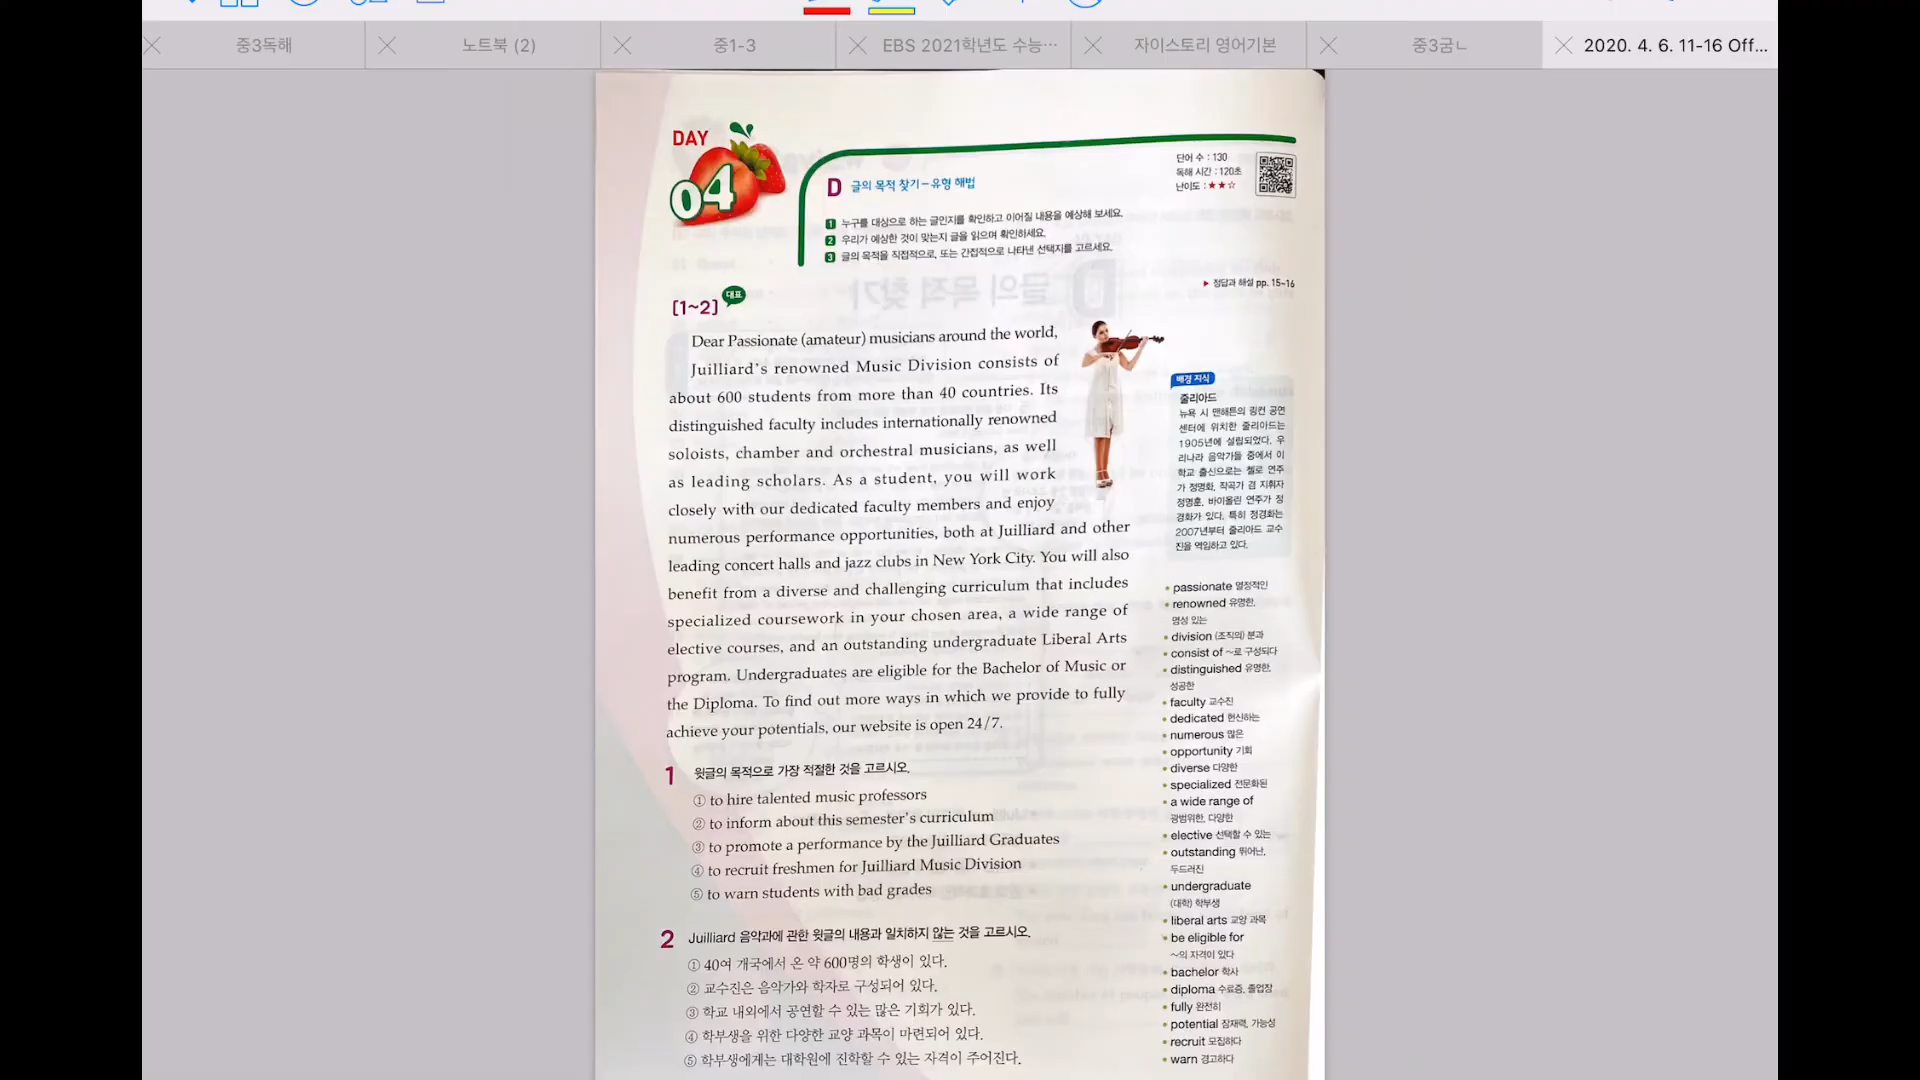 중3독해
노트북 (2)
중1-3
EBS 2021학년도 수능…
자이스토리 영어기본
중3굼ㄴ
2020. 4. 6. 11-16 Off...
DAY
04
D 글의 목적 찾기 – 유형 해법
단어 수 : 130
독해 시간 : 120초
난이도 : ★★☆
1 누구를 대상으로 하는 글인지를 확인하고 이어질 내용을 예상해 보세요.
2 우리가 예상한 것이 맞는지 글을 읽으며 확인하세요.
3 글의 목적을 직접적으로, 또는 간접적으로 나타낸 선택지를 고르세요.
▶ 정답과 해설 pp. 15~16
[1~2] 대표
Dear Passionate (amateur) musicians around the world,
Juilliard's renowned Music Division consists of
about 600 students from more than 40 countries. Its
distinguished faculty includes internationally renowned
soloists, chamber and orchestral musicians, as well
as leading scholars. As a student, you will work
closely with our dedicated faculty members and enjoy
numerous performance opportunities, both at Juilliard and other
leading concert halls and jazz clubs in New York City. You will also
benefit from a diverse and challenging curriculum that includes
specialized coursework in your chosen area, a wide range of
elective courses, and an outstanding undergraduate Liberal Arts
program. Undergraduates are eligible for the Bachelor of Music or
the Diploma. To find out more ways in which we provide to fully
achieve your potentials, our website is open 24/7.
1 윗글의 목적으로 가장 적절한 것을 고르시오.
① to hire talented music professors
② to inform about this semester's curriculum
③ to promote a performance by the Juilliard Graduates
④ to recruit freshmen for Juilliard Music Division
⑤ to warn students with bad grades
2 Juilliard 음악과에 관한 윗글의 내용과 일치하지 않는 것을 고르시오.
① 40여 개국에서 온 약 600명의 학생이 있다.
② 교수진은 음악가와 학자로 구성되어 있다.
③ 학교 내외에서 공연할 수 있는 많은 기회가 있다.
④ 학부생을 위한 다양한 교양 과목이 마련되어 있다.
⑤ 학부생에게는 대학원에 진학할 수 있는 자격이 주어진다.
배경 지식
줄리아드
뉴욕 시 맨해튼의 링컨 공연
센터에 위치한 줄리아드는
1905년에 설립되었다. 우
리나라 음악가들 중에서 이
학교 출신으로는 첼로 연주
가 정명화, 작곡가 겸 지휘자
정명훈, 바이올린 연주가 정
경화가 있다. 특히 정경화는
2007년부터 줄리아드 교수
진을 역임하고 있다.
• passionate 열정적인
• renowned 유명한,
명성 있는
• division (조직의) 분과
• consist of ~로 구성되다
• distinguished 유명한,
성공한
• faculty 교수진
• dedicated 헌신하는
• numerous 많은
• opportunity 기회
• diverse 다양한
• specialized 전문화된
• a wide range of
광범위한, 다양한
• elective 선택할 수 있는
• outstanding 뛰어난,
두드러진
• undergraduate
(대학) 학부생
• liberal arts 교양 과목
• be eligible for
~의 자격이 있다
• bachelor 학사
• diploma 수료증, 졸업장
• fully 완전히
• potential 잠재력, 가능성
• recruit 모집하다
• warn 경고하다